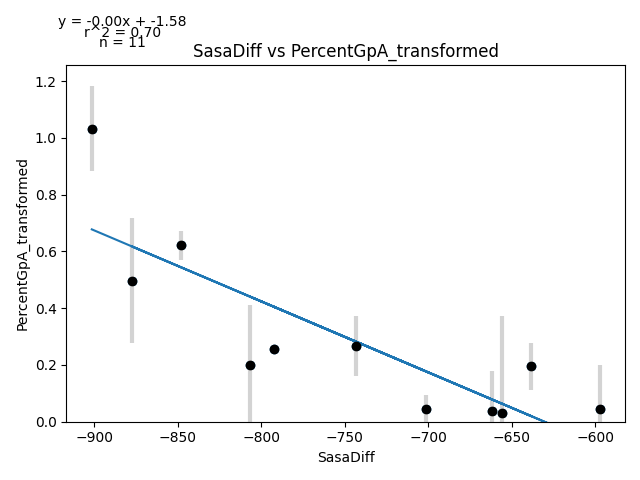 y = -0.00x + -1.58
r^2 = 0.70
n = 11
SasaDiff vs PercentGpA_transformed
PercentGpA_transformed
1.2
1.0
0.8
0.6
0.4
0.2
0.0
−900
−850
−800
−750
−700
−650
−600
SasaDiff